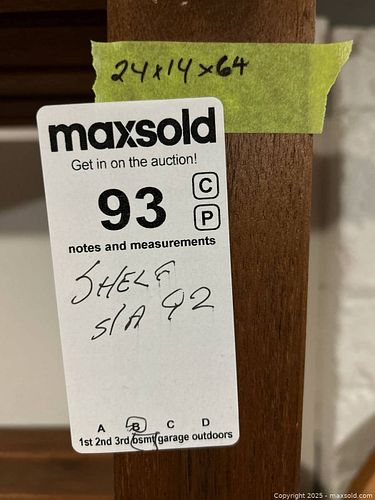 24x14x64
maxsold
Get in on the auction!
C
93
P
notes and measurements
SHELF
S/A 92
A B C D
1st 2nd 3rd bsmt garage outdoors
Copyright 2025 - maxsold.com